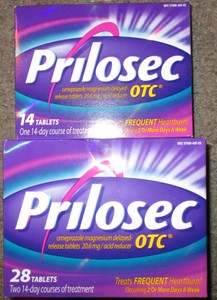 Prilosec
omeprazole magnesium delayed-
release tablets 20.6 mg / acid reducer
OTC®
14 TABLETS
One 14-day course of treatment
Treats FREQUENT Heartburn!
Occurring 2 Or More Days A Week
Prilosec
omeprazole magnesium delayed-
release tablets 20.6 mg / acid reducer
OTC®
28 TABLETS
Two 14-day courses of treatment
Treats FREQUENT Heartburn!
Occurring 2 Or More Days A Week